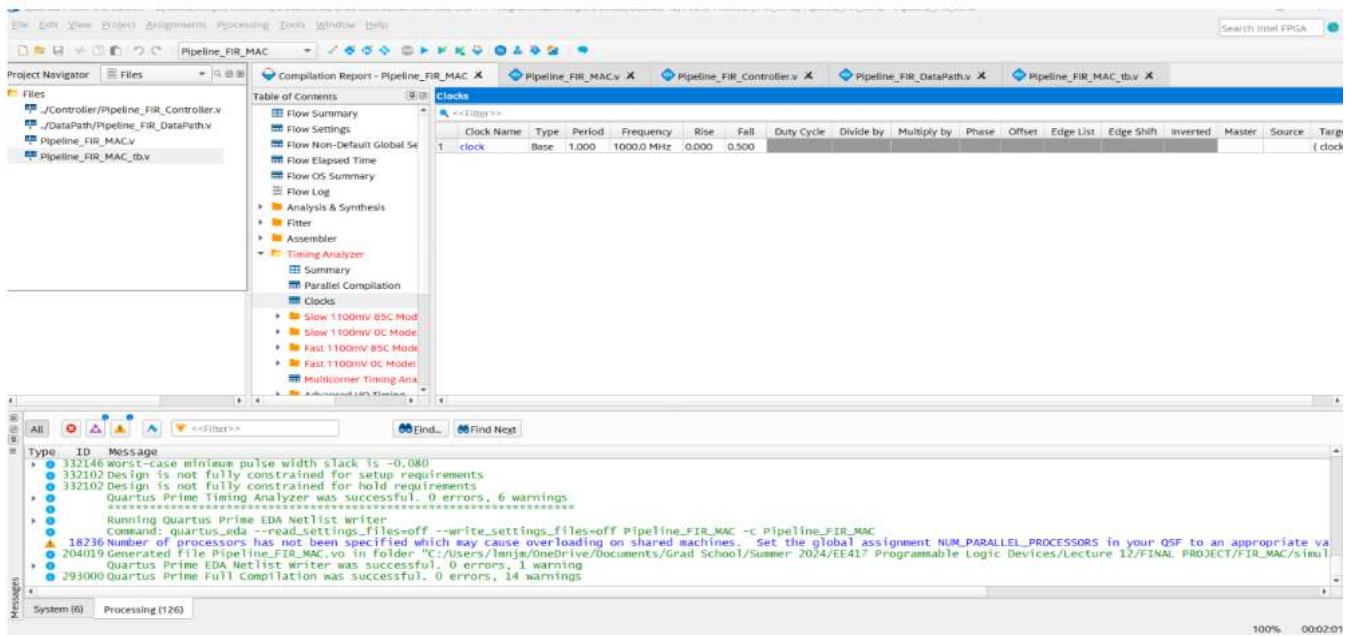 File Edit View Project Assignments Processing Tools Window Help
Search Intel FPGA
Pipeline_FIR_MAC
Project Navigator Files
Files
../Controller/Pipeline_FIR_Controller.v
../DataPath/Pipeline_FIR_DataPath.v
Pipeline_FIR_MAC.v
Pipeline_FIR_MAC_tb.v
Compilation Report - Pipeline_FIR_MAC
Pipeline_FIR_MAC.v
Pipeline_FIR_Controller.v
Pipeline_FIR_DataPath.v
Pipeline_FIR_MAC_tb.v
Table of Contents
Flow Summary
Flow Settings
Flow Non-Default Global Se
Flow Elapsed Time
Flow OS Summary
Flow Log
Analysis & Synthesis
Fitter
Assembler
Timing Analyzer
Summary
Parallel Compilation
Clocks
Slow 1100mV 85C Mod
Slow 1100mV 0C Mode
Fast 1100mV 85C Mode
Fast 1100mV 0C Model
Multicorner Timing Ana
Advanced I/O Timing
Clocks
<<Filter>>
Clock Name Type Period Frequency Rise Fall Duty Cycle Divide by Multiply by Phase Offset Edge List Edge Shift Inverted Master Source Targe
1 clock Base 1.000 1000.0 MHz 0.000 0.500 { clock
All <<Filter>> Find... Find Next
Type ID Message
332146 Worst-case minimum pulse width slack is -0.080
332102 Design is not fully constrained for setup requirements
332102 Design is not fully constrained for hold requirements
Quartus Prime Timing Analyzer was successful. 0 errors, 6 warnings
Running Quartus Prime EDA Netlist Writer
Command: quartus_eda --read_settings_files=off --write_settings_files=off Pipeline_FIR_MAC -c Pipeline_FIR_MAC
18236 Number of processors has not been specified which may cause overloading on shared machines. Set the global assignment NUM_PARALLEL_PROCESSORS in your QSF to an appropriate va
204019 Generated file Pipeline_FIR_MAC.vo in folder "C:/Users/lmnjm/OneDrive/Documents/Grad School/Summer 2024/EE417 Programmable Logic Devices/Lecture 12/FINAL PROJECT/FIR_MAC/simul
Quartus Prime EDA Netlist Writer was successful. 0 errors, 1 warning
293000 Quartus Prime Full Compilation was successful. 0 errors, 14 warnings
Messages
System (6) Processing (126)
100% 00:02:01